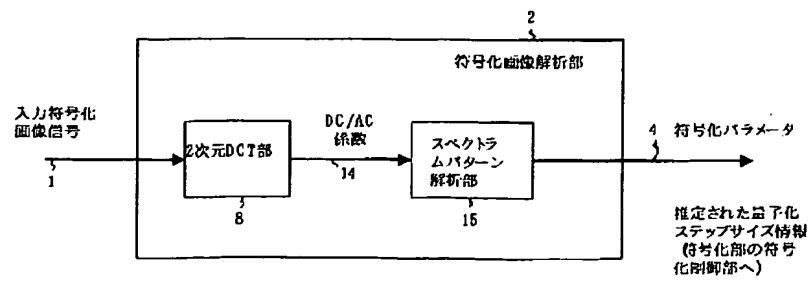 2
符号化画像解析部
入力符号化
画像信号
1
2次元DCT部
8
DC/AC
係数
14
スペクトラ
ムパターン
解析部
15
4
符号化パラメータ
推定された量子化
ステップサイズ情報
(符号化部の符号
化制御部へ)